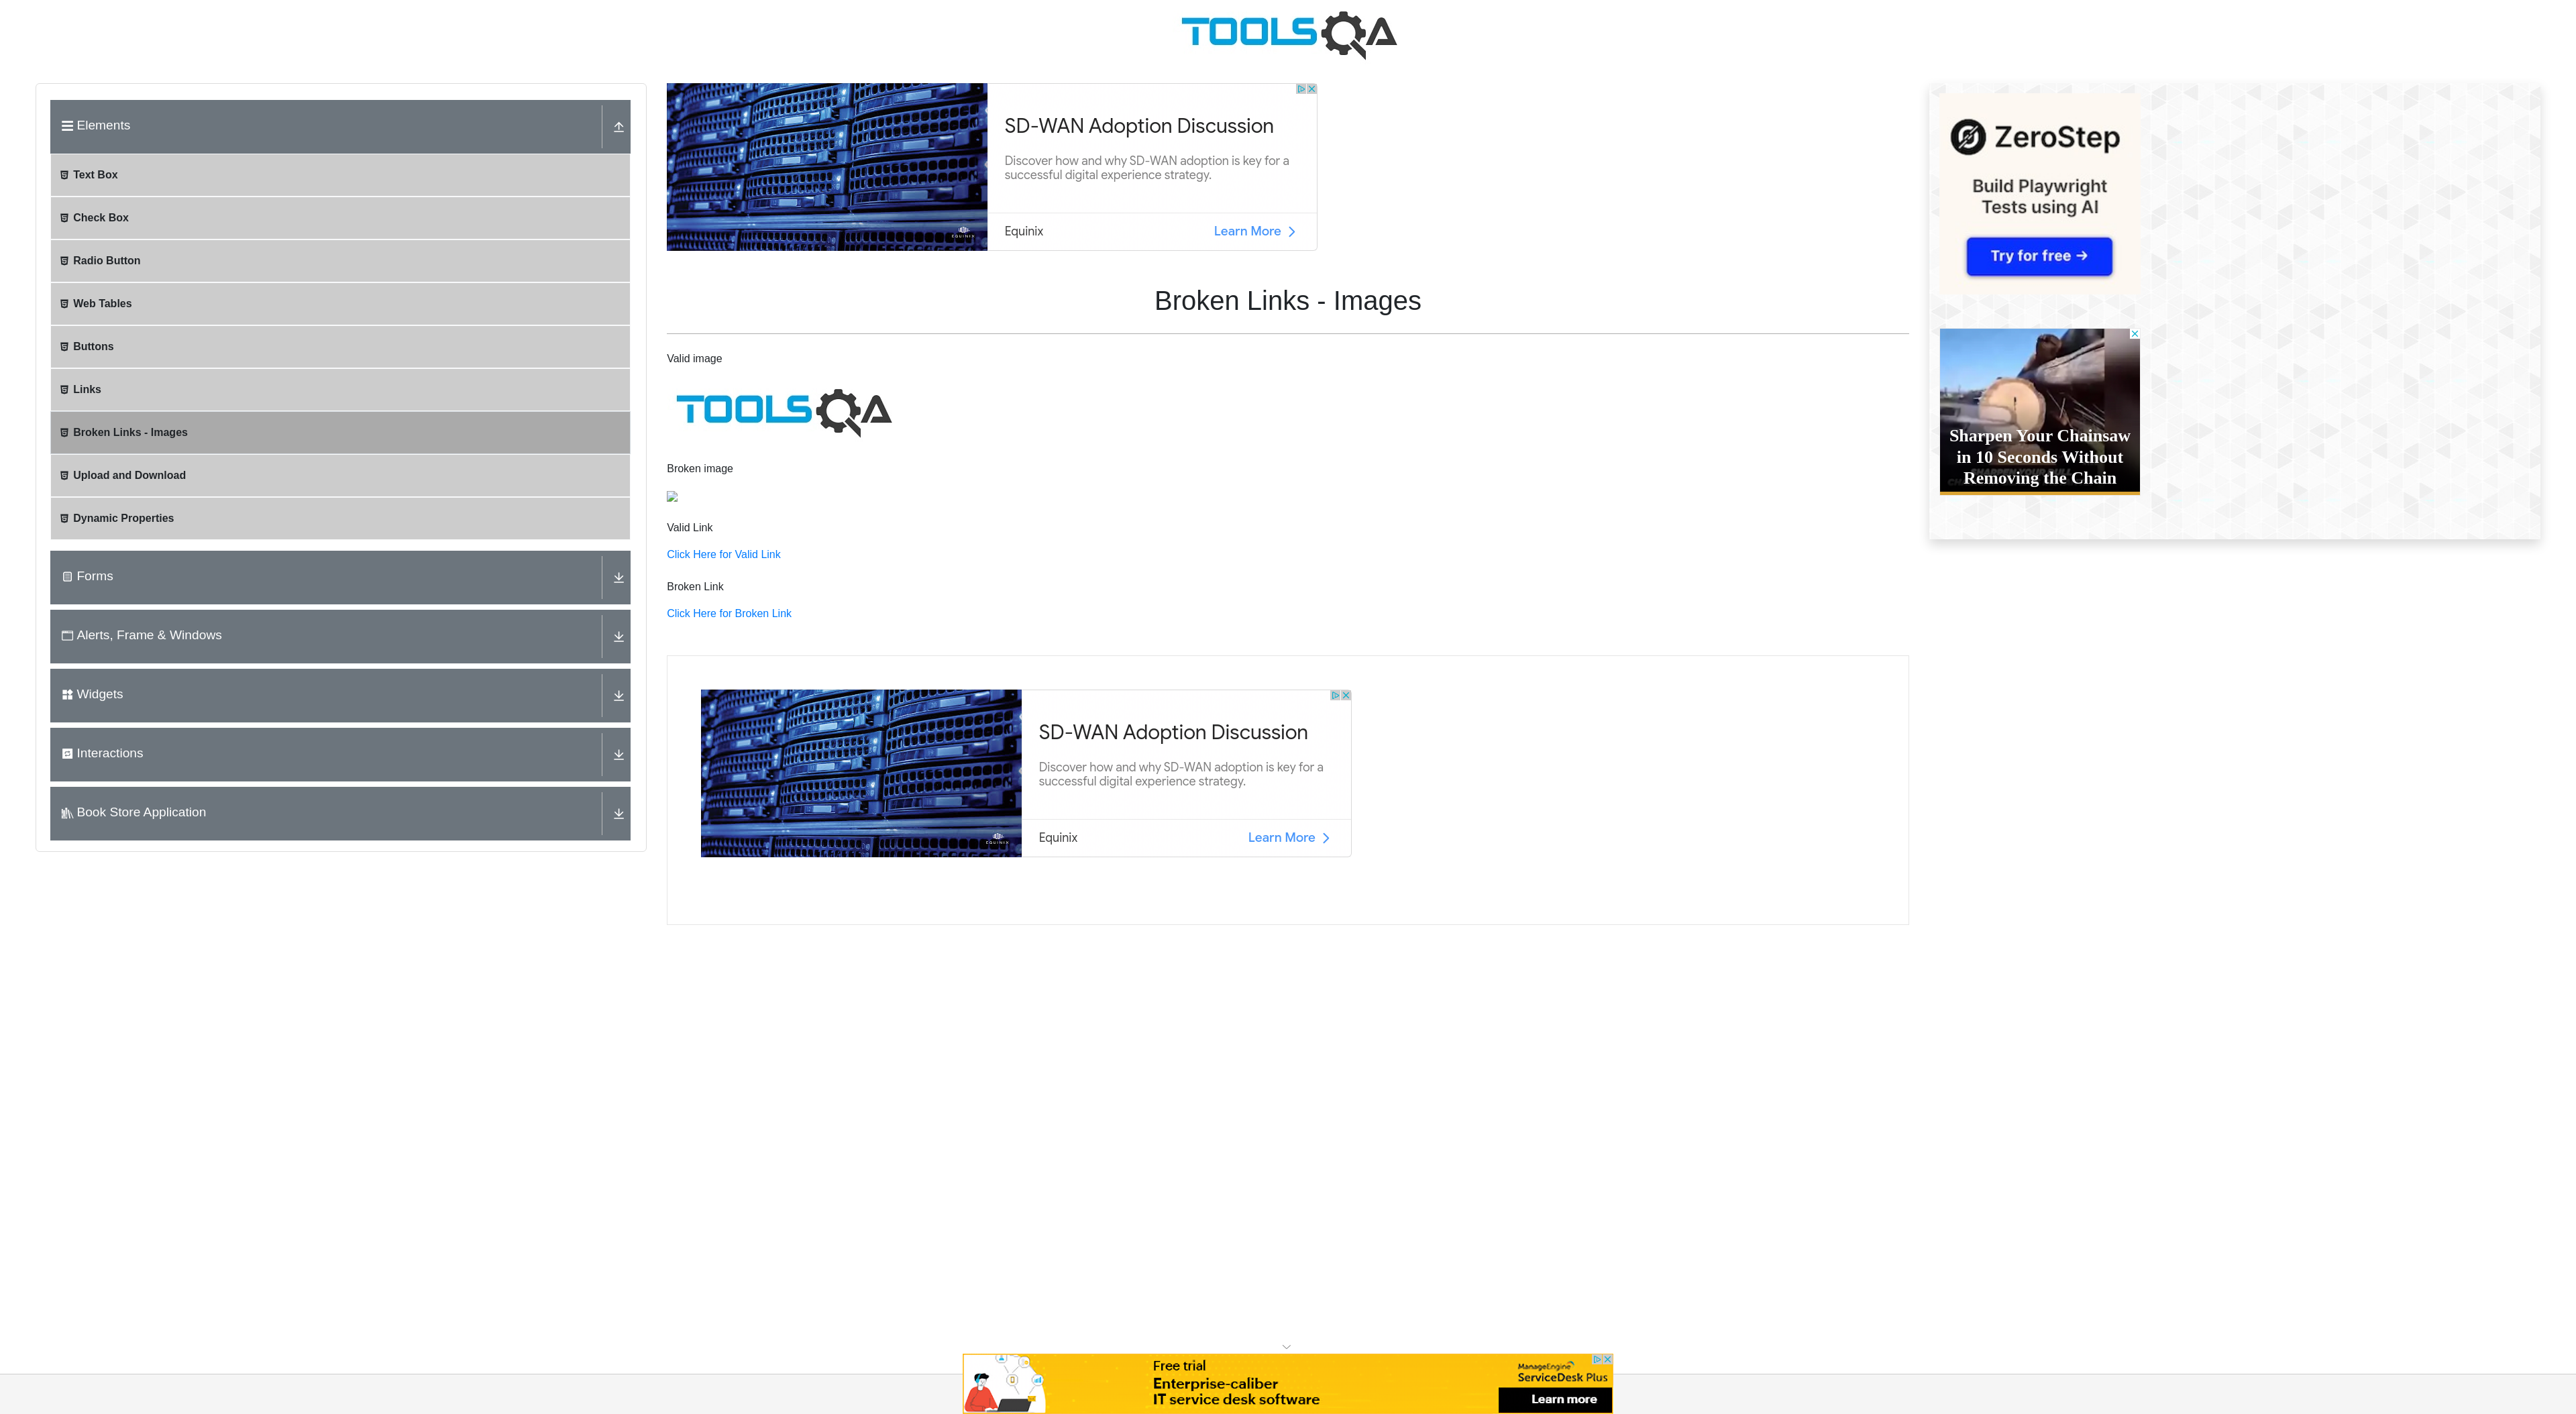 TOOLSQA
Elements
Text Box
Check Box
Radio Button
Web Tables
Buttons
Links
Broken Links - Images
Upload and Download
Dynamic Properties
Forms
Alerts, Frame & Windows
Widgets
Interactions
Book Store Application
SD-WAN Adoption Discussion
Discover how and why SD-WAN adoption is key for a
successful digital experience strategy.
EQUINIX
Equinix
Learn More
Broken Links - Images
Valid image
TOOLSQA
Broken image
Valid Link
Click Here for Valid Link
Broken Link
Click Here for Broken Link
SD-WAN Adoption Discussion
Discover how and why SD-WAN adoption is key for a
successful digital experience strategy.
EQUINIX
Equinix
Learn More
ZeroStep
Build Playwright
Tests using AI
Try for free →
Sharpen Your Chainsaw
in 10 Seconds Without
Removing the Chain
Free trial
Enterprise-caliber
IT service desk software
ManageEngine
ServiceDesk Plus
Learn more